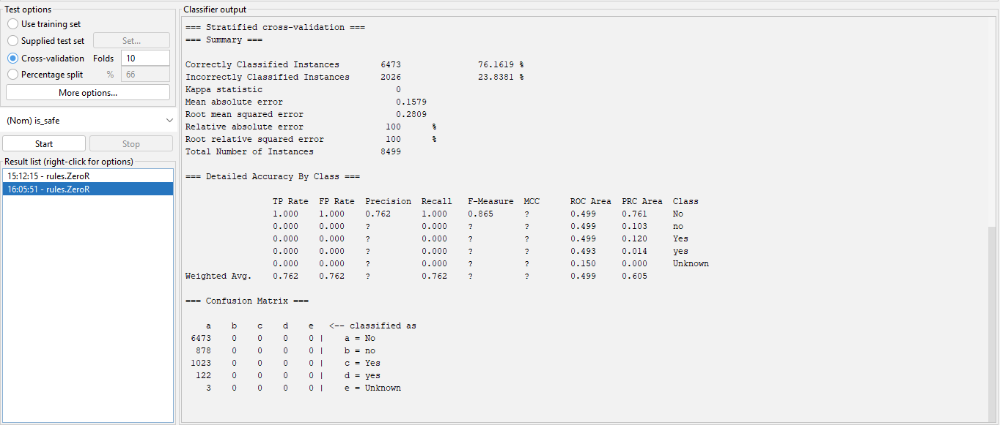 Test options
Use training set
Supplied test set Set...
Cross-validation Folds 10
Percentage split % 66
More options...
(Nom) is_safe
Start Stop
Result list (right-click for options)
15:12:15 - rules.ZeroR
16:05:51 - rules.ZeroR
Classifier output
=== Stratified cross-validation ===
=== Summary ===
Correctly Classified Instances 6473 76.1619 %
Incorrectly Classified Instances 2026 23.8381 %
Kappa statistic 0
Mean absolute error 0.1579
Root mean squared error 0.2809
Relative absolute error 100 %
Root relative squared error 100 %
Total Number of Instances 8499
=== Detailed Accuracy By Class ===
TP Rate FP Rate Precision Recall F-Measure MCC ROC Area PRC Area Class
1.000 1.000 0.762 1.000 0.865 ? 0.499 0.761 No
0.000 0.000 ? 0.000 ? ? 0.499 0.103 no
0.000 0.000 ? 0.000 ? ? 0.499 0.120 Yes
0.000 0.000 ? 0.000 ? ? 0.493 0.014 yes
0.000 0.000 ? 0.000 ? ? 0.150 0.000 Unknown
Weighted Avg. 0.762 0.762 ? 0.762 ? ? 0.499 0.605
=== Confusion Matrix ===
a b c d e <-- classified as
6473 0 0 0 0 | a = No
878 0 0 0 0 | b = no
1023 0 0 0 0 | c = Yes
122 0 0 0 0 | d = yes
3 0 0 0 0 | e = Unknown